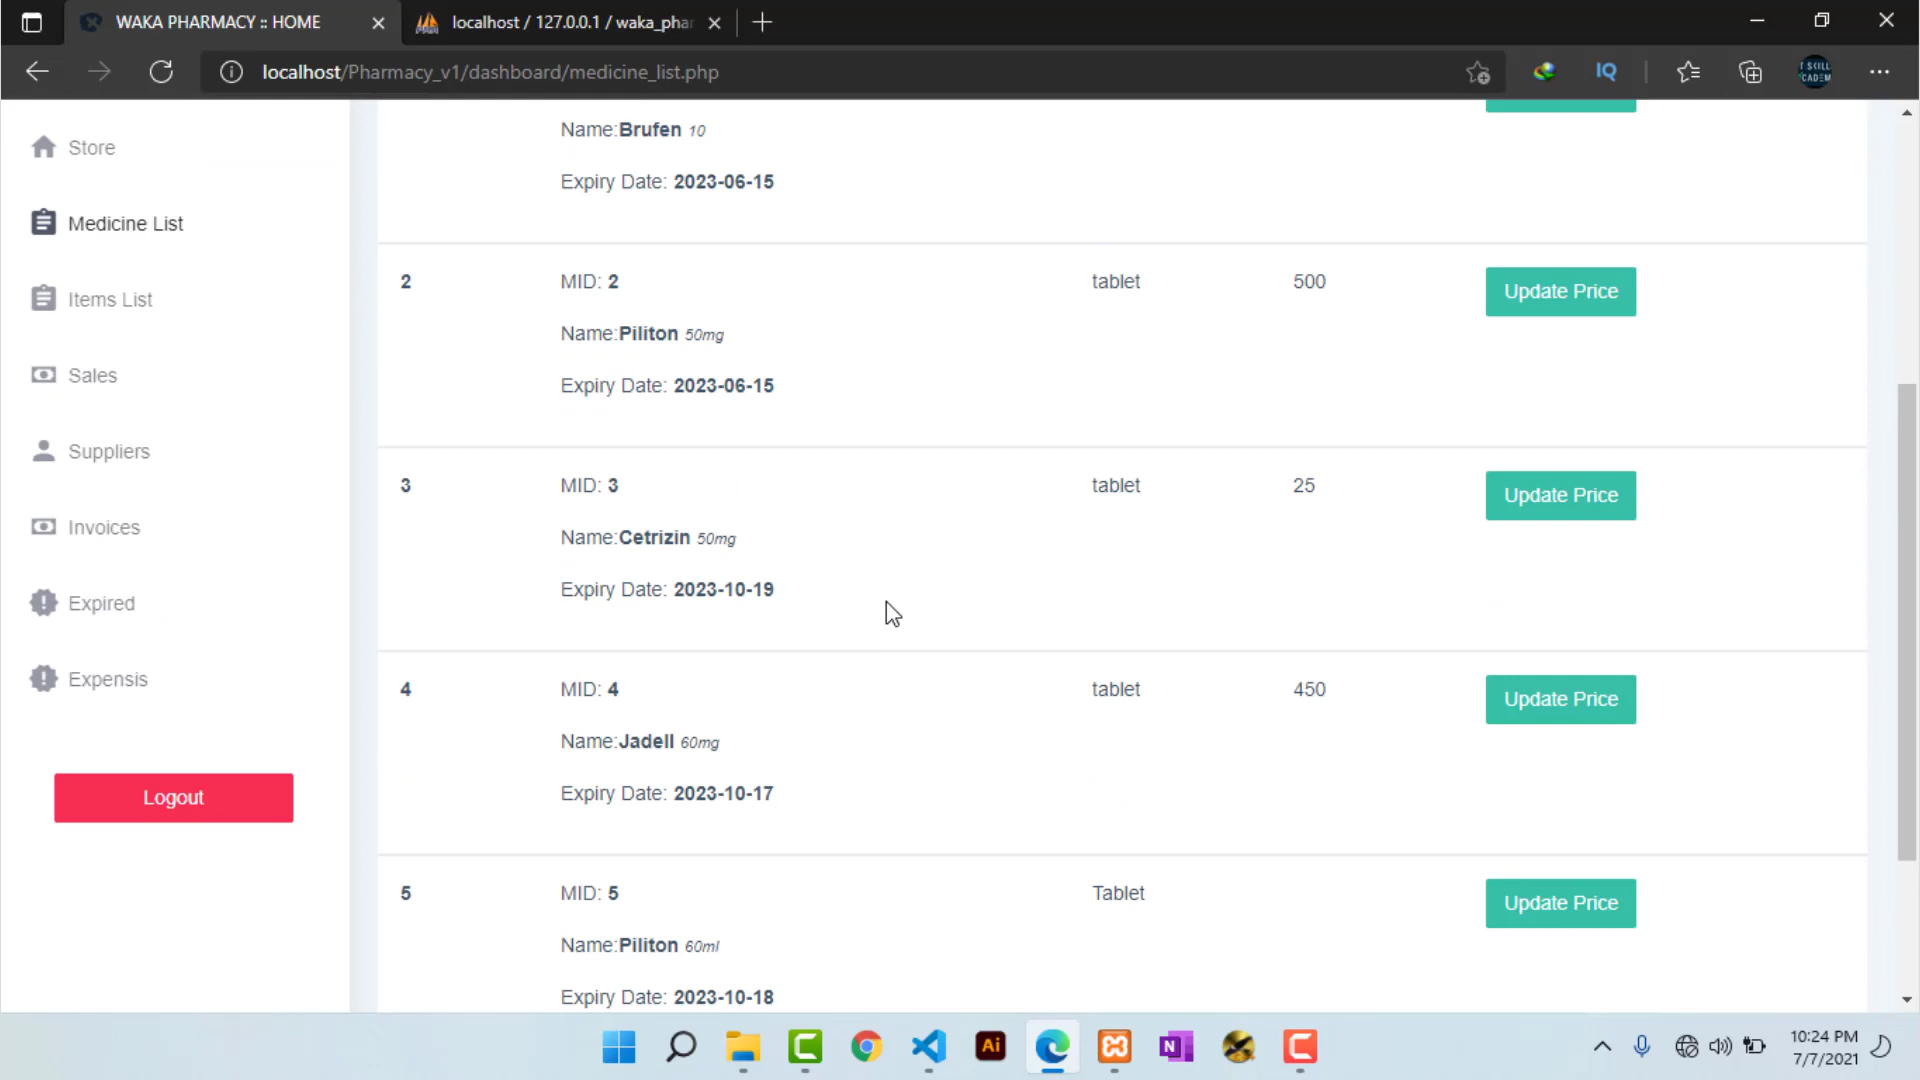 WAKA PHARMACY :: HOME
localhost / 127.0.0.1 / waka_phar
localhost/Pharmacy_v1/dashboard/medicine_list.php
IQ
Store
Medicine List
Items List
Sales
Suppliers
Invoices
Expired
Expensis
Logout
Name:Brufen 10
Expiry Date: 2023-06-15
2 MID: 2 tablet 500 Update Price
Name:Piliton 50mg
Expiry Date: 2023-06-15
3 MID: 3 tablet 25 Update Price
Name:Cetrizin 50mg
Expiry Date: 2023-10-19
4 MID: 4 tablet 450 Update Price
Name:Jadell 60mg
Expiry Date: 2023-10-17
5 MID: 5 Tablet Update Price
Name:Piliton 60ml
Expiry Date: 2023-10-18
Ai
N
10:24 PM
7/7/2021